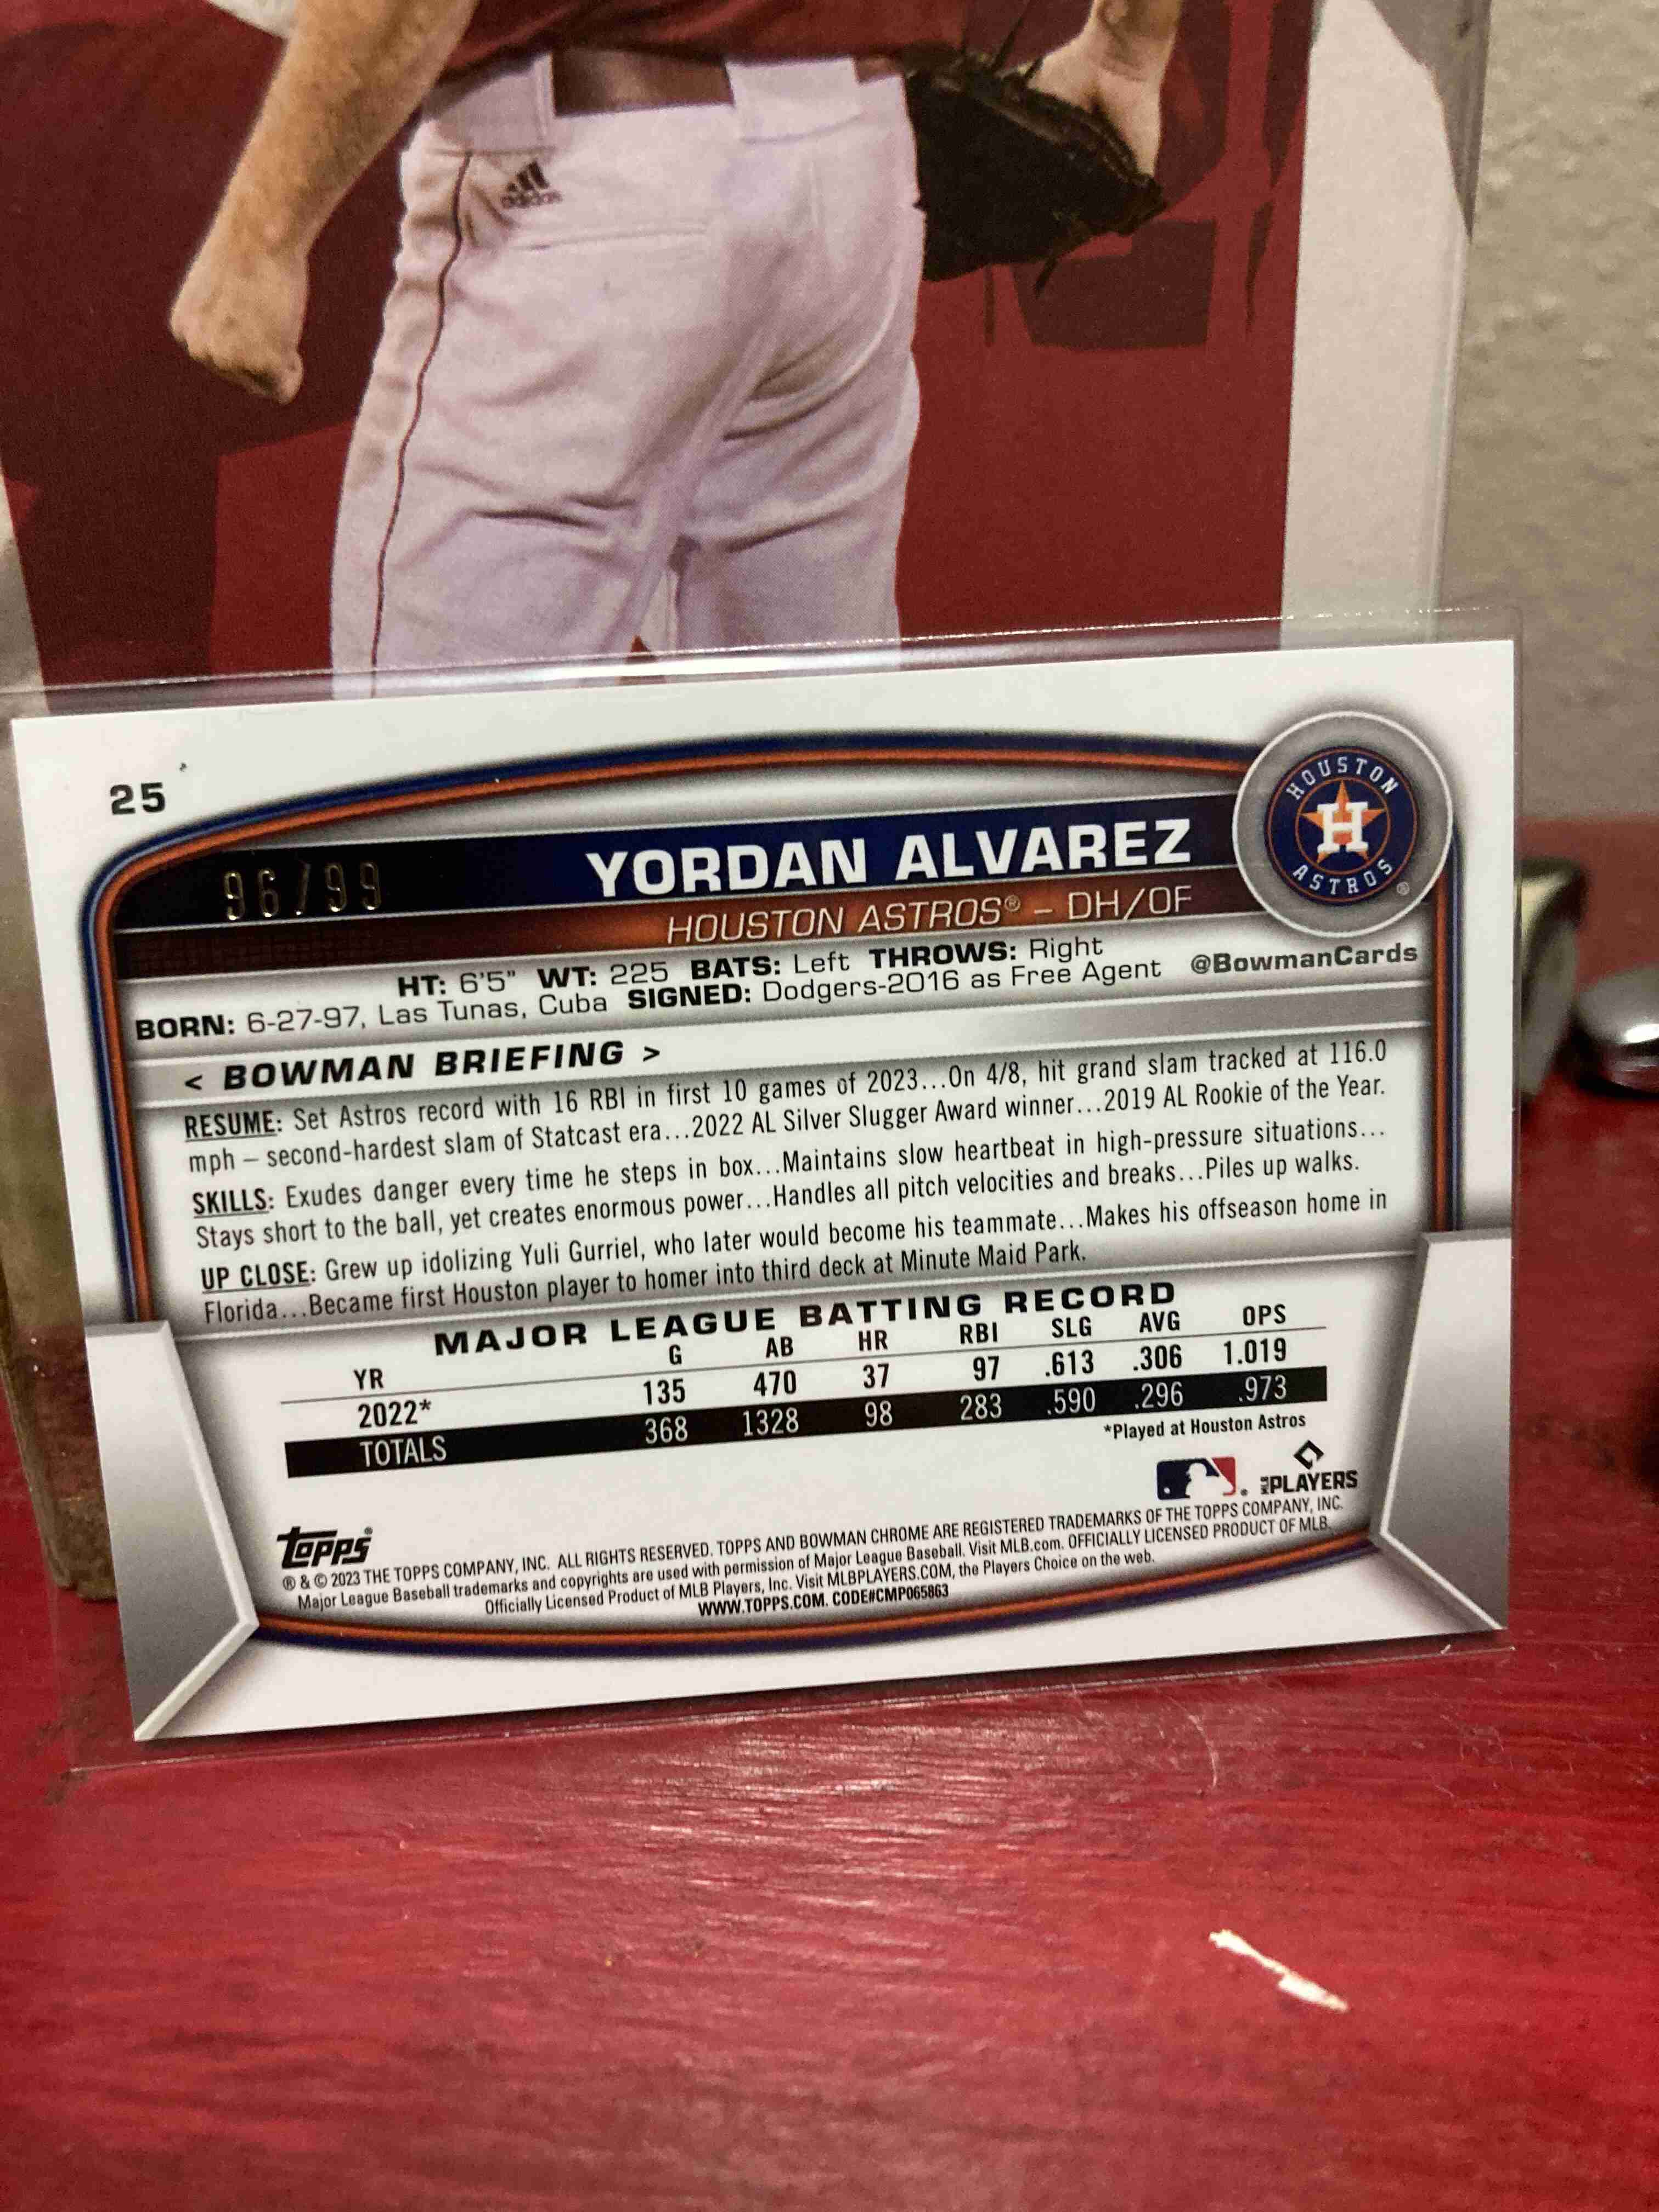 adidas
25
96/99
YORDAN ALVAREZ
HOUSTON ASTROS® – DH/OF
HOUSTON
H
ASTROS ®
HT: 6'5" WT: 225 BATS: Left THROWS: Right
BORN: 6-27-97, Las Tunas, Cuba SIGNED: Dodgers-2016 as Free Agent
@BowmanCards
< BOWMAN BRIEFING >
RESUME: Set Astros record with 16 RBI in first 10 games of 2023...On 4/8, hit grand slam tracked at 116.0
mph – second-hardest slam of Statcast era...2022 AL Silver Slugger Award winner...2019 AL Rookie of the Year.
SKILLS: Exudes danger every time he steps in box...Maintains slow heartbeat in high-pressure situations...
Stays short to the ball, yet creates enormous power...Handles all pitch velocities and breaks...Piles up walks.
UP CLOSE: Grew up idolizing Yuli Gurriel, who later would become his teammate...Makes his offseason home in
Florida...Became first Houston player to homer into third deck at Minute Maid Park.
MAJOR LEAGUE BATTING RECORD
YR G AB HR RBI SLG AVG OPS
2022* 135 470 37 97 .613 .306 1.019
TOTALS 368 1328 98 283 .590 .296 .973
*Played at Houston Astros
MLB PLAYERS
Topps®
® & © 2023 THE TOPPS COMPANY, INC. ALL RIGHTS RESERVED. TOPPS AND BOWMAN CHROME ARE REGISTERED TRADEMARKS OF THE TOPPS COMPANY, INC.
Major League Baseball trademarks and copyrights are used with permission of Major League Baseball. Visit MLB.com. OFFICIALLY LICENSED PRODUCT OF MLB.
Officially Licensed Product of MLB Players, Inc. Visit MLBPLAYERS.COM, the Players Choice on the web.
WWW.TOPPS.COM. CODE#CMP065863